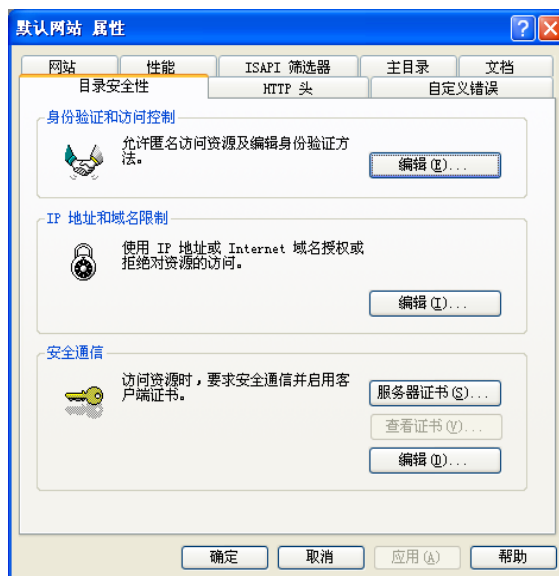 默认网站 属性
网站 性能 ISAPI 筛选器 主目录 文档
目录安全性 HTTP 头 自定义错误
身份验证和访问控制
允许匿名访问资源及编辑身份验证方
法。
编辑(E)...
IP 地址和域名限制
使用 IP 地址或 Internet 域名授权或
拒绝对资源的访问。
编辑(I)...
安全通信
访问资源时，要求安全通信并启用客
户端证书。
服务器证书(S)...
查看证书(V)...
编辑(D)...
确定 取消 应用(A) 帮助